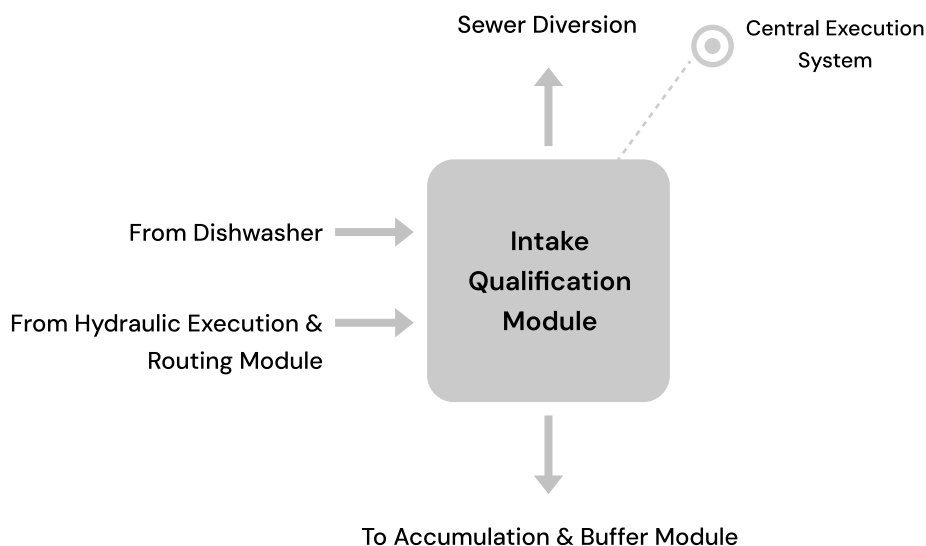 Sewer Diversion
Central Execution
System
From Dishwasher
Intake
Qualification
Module
From Hydraulic Execution &
Routing Module
To Accumulation & Buffer Module